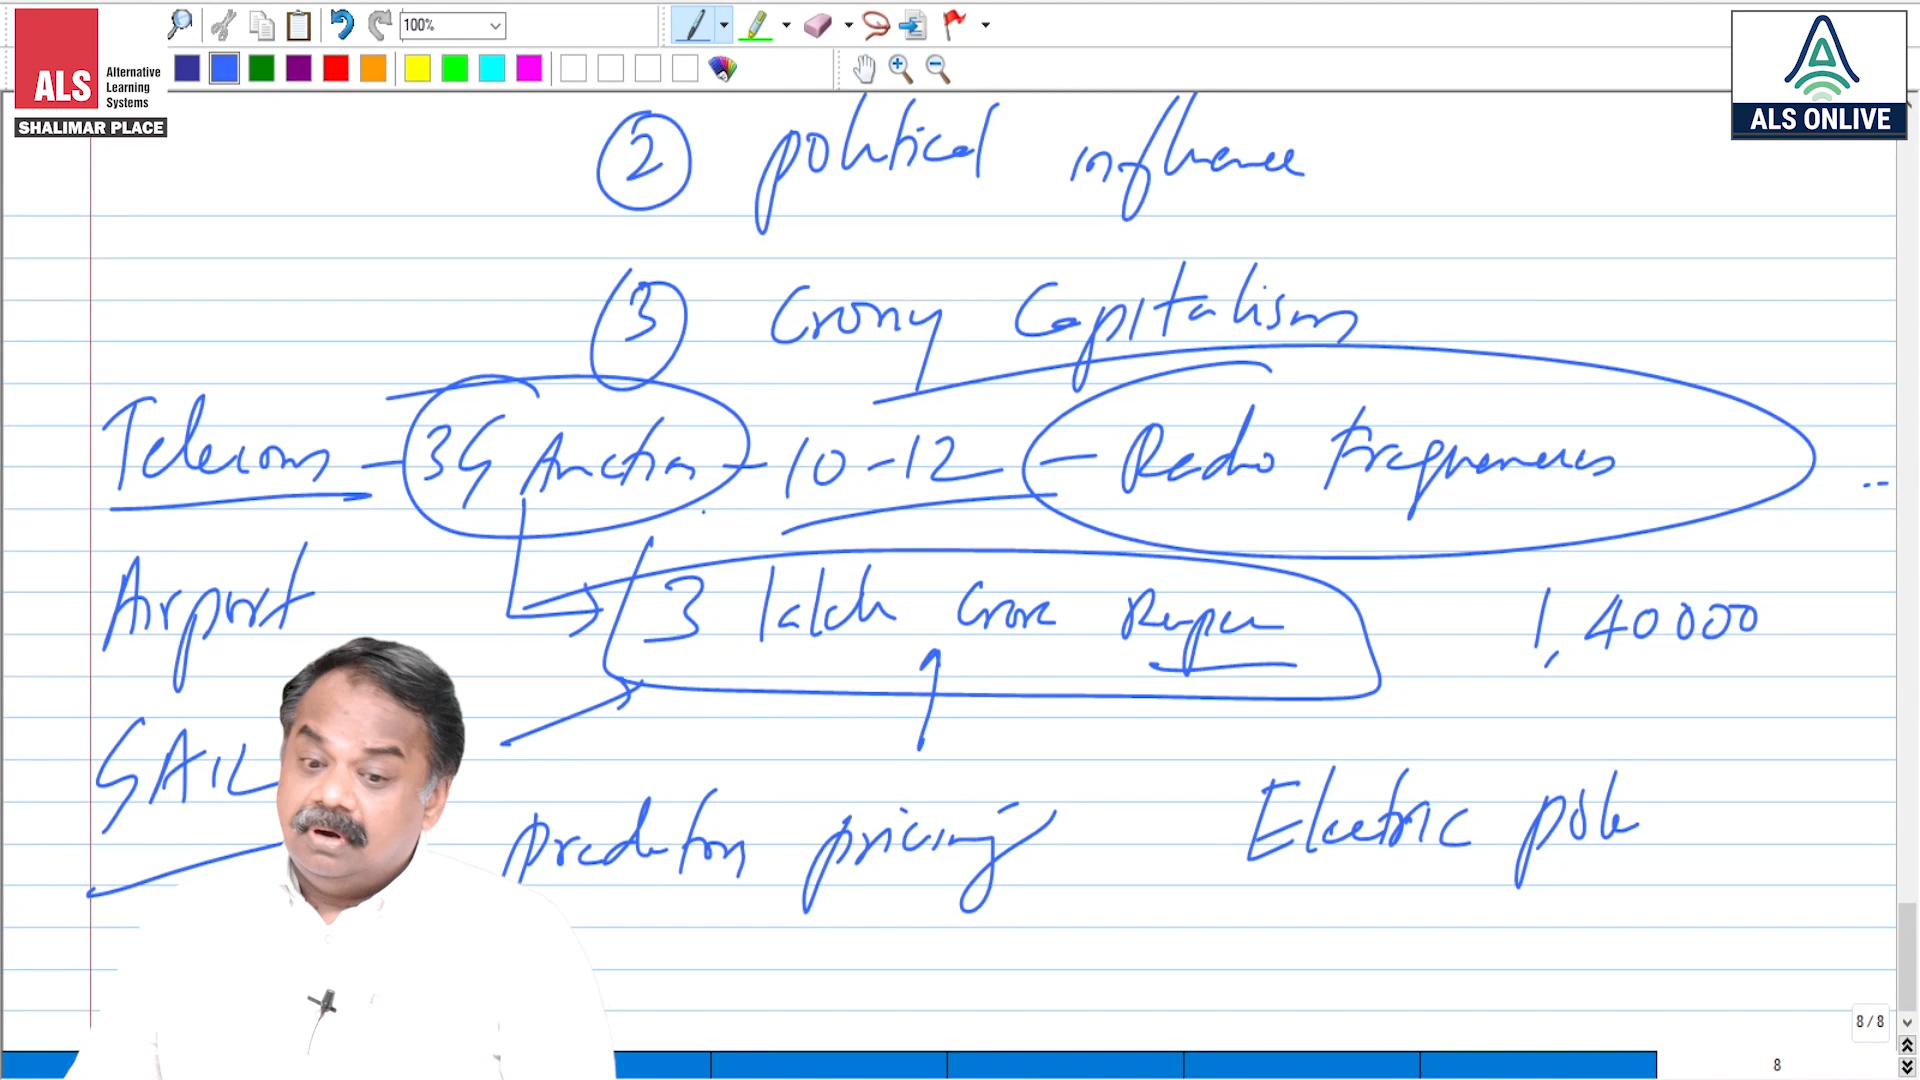 100%
ALS Alternative Learning Systems
SHALIMAR PLACE
ALS ONLIVE
2 political influence
3 Crony Capitalism
Telecom - 3G Auction - 10-12 - Radio Frequencies ..
Airport 3 lakh crore Rupee 1,40000
SAIL
predatory pricing Electric pole
8/8
8